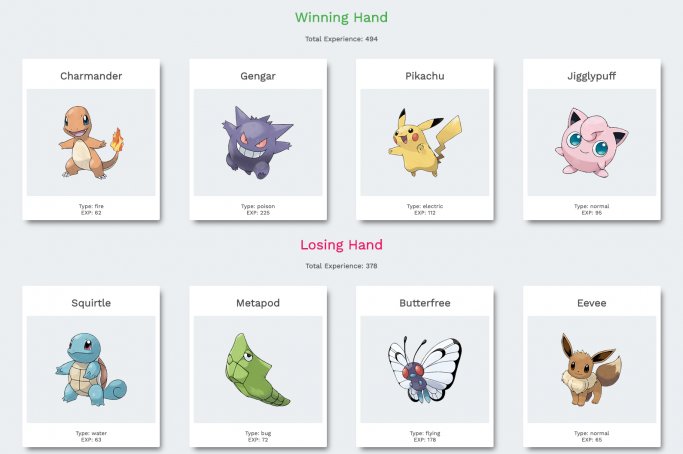 Winning Hand
Total Experience: 494
Charmander
Gengar
Pikachu
Jigglypuff
Type: fire
EXP: 62
Type: poison
EXP: 225
Type: electric
EXP: 112
Type: normal
EXP: 95
Losing Hand
Total Experience: 378
Squirtle
Metapod
Butterfree
Eevee
Type: water
EXP: 63
Type: bug
EXP: 72
Type: flying
EXP: 178
Type: normal
EXP: 65